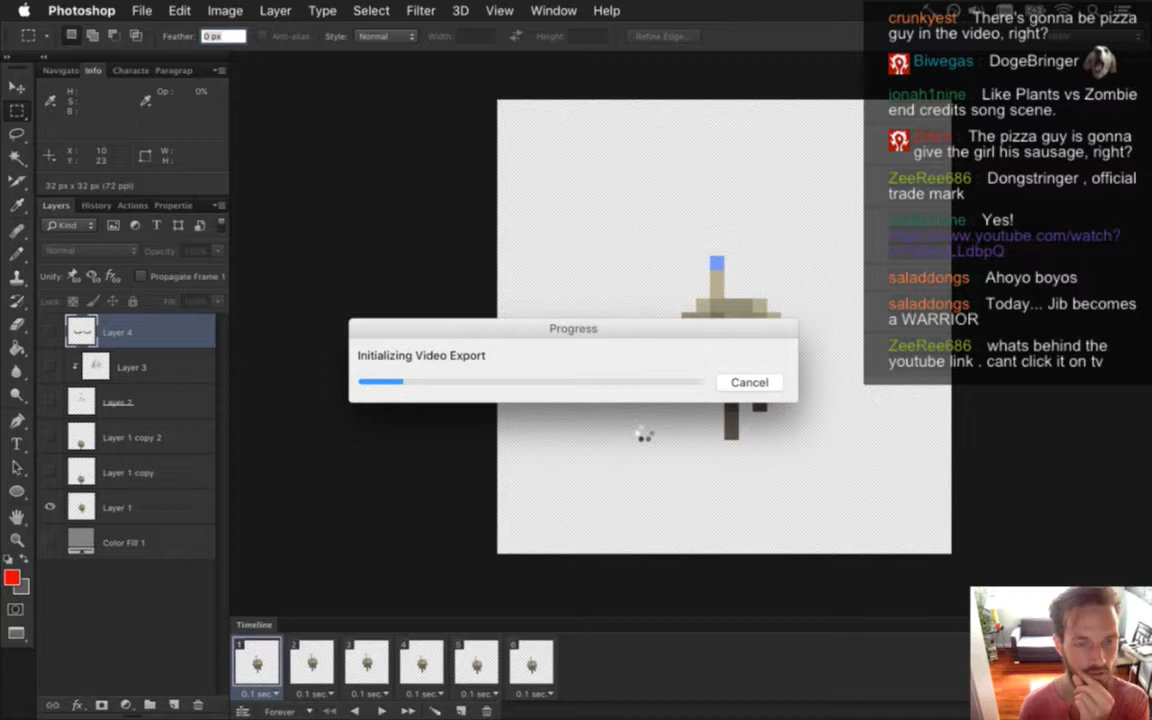 Photoshop File Edit Image Layer Type Select Filter 3D View Window Help
Feather: 0 px Anti-alias Style: Normal Width: Height: Refine Edge...
Navigate Info Characte Paragrap
H: Op: 0%
S:
B:
X: 10 W:
Y: 23 H:
32 px x 32 px (72 ppi)
Layers History Actions Propertie
Kind
Normal Opacity: 100%
Unify: Propagate Frame 1
Lock: Fill: 100%
Layer 4
Layer 3
Layer 2
Layer 1 copy 2
Layer 1 copy
Layer 1
Color Fill 1
Progress
Initializing Video Export
Cancel
crunkyest There's gonna be pizza
guy in the video, right?
Biwegas DogeBringer
jonah1nine Like Plants vs Zombie
end credits song scene.
The pizza guy is gonna
give the girl his sausage, right?
ZeeRee686 Dongstringer , official
trade mark
jonah1nine Yes!
saladdongs Ahoyo boyos
saladdongs Today... Jib becomes
a WARRIOR
ZeeRee686 whats behind the
youtube link . cant click it on tv
Timeline
1 2 3 4 5 6
0.1 sec. 0.1 sec. 0.1 sec. 0.1 sec. 0.1 sec. 0.1 sec.
Forever